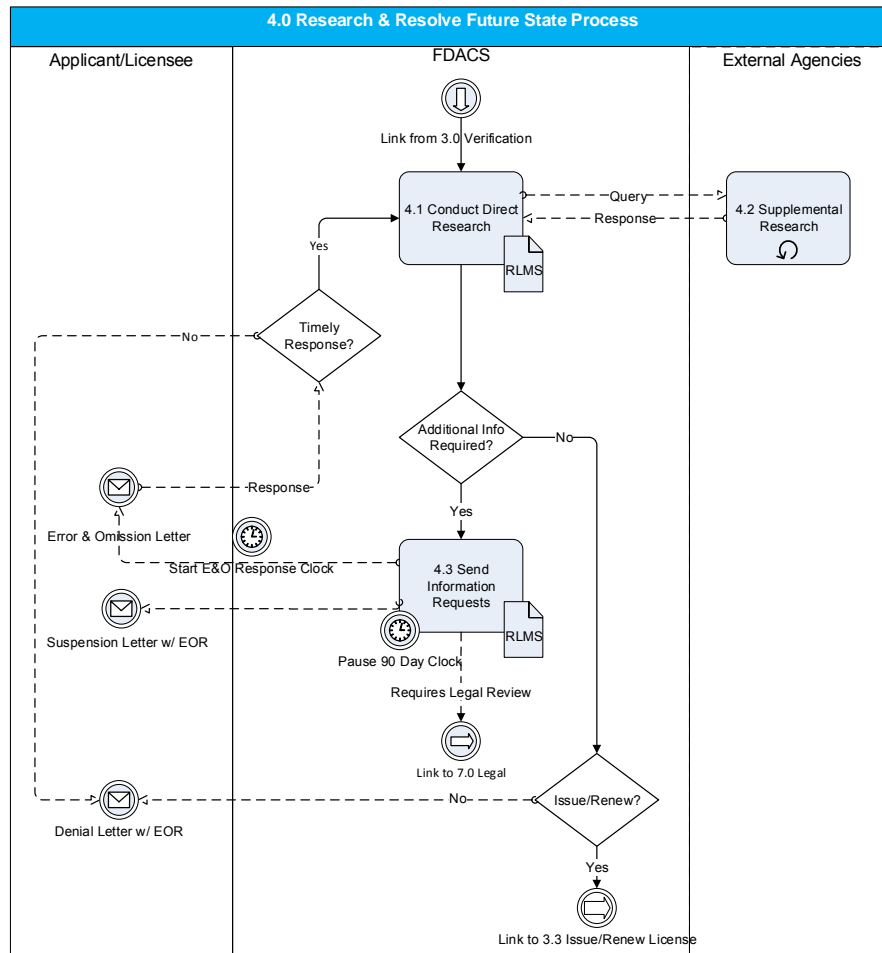 4.0 Research & Resolve Future State Process
Applicant/Licensee
FDACS
External Agencies
Link from 3.0 Verification
4.1 Conduct Direct
Research
RLMS
Query
Response
4.2 Supplemental
Research
Yes
Timely
Response?
No
Additional Info
Required?
No
Response
Yes
Error & Omission Letter
Start E&O Response Clock
4.3 Send
Information
Requests
RLMS
Suspension Letter w/ EOR
Pause 90 Day Clock
Requires Legal Review
Link to 7.0 Legal
Issue/Renew?
No
Denial Letter w/ EOR
Yes
Link to 3.3 Issue/Renew License